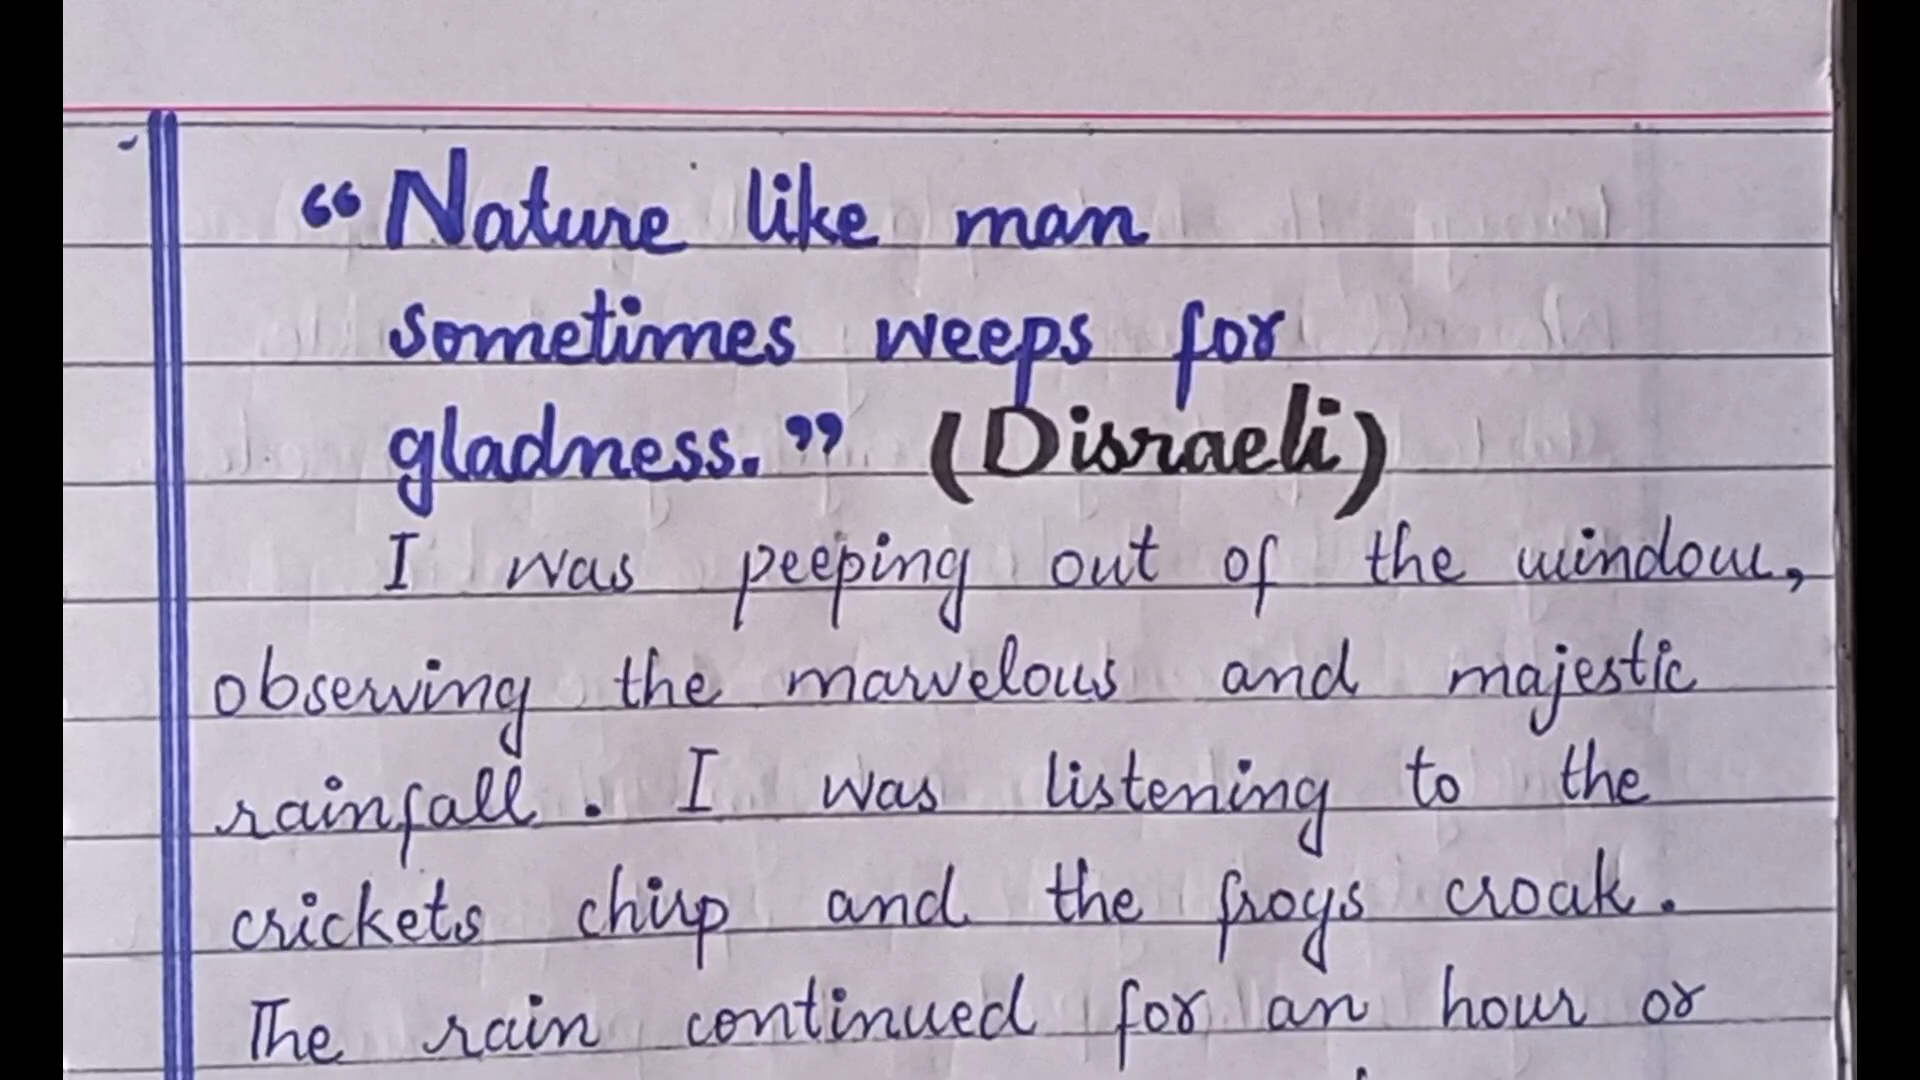 “Nature like man
sometimes weeps for
gladness.” (Disraeli)
I was peeping out of the window,
observing the marvelous and majestic
rainfall. I was listening to the
crickets chirp and the frogs croak.
The rain continued for an hour or